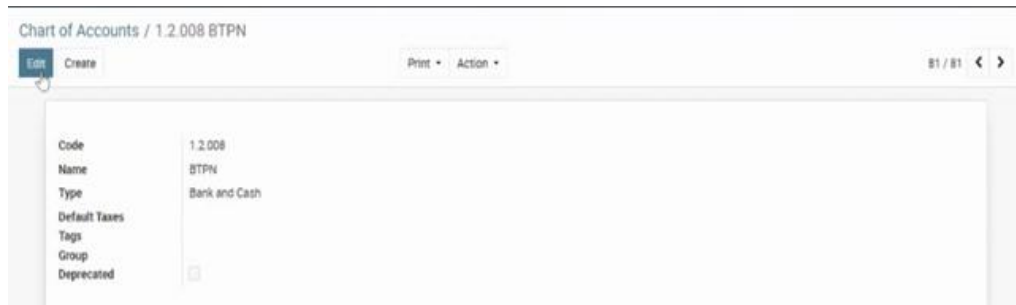 Chart of Accounts / 1.2.008 BTPN
Edit Create Print Action 81 / 81
Code 1.2.008
Name BTPN
Type Bank and Cash
Default Taxes
Tags
Group
Deprecated